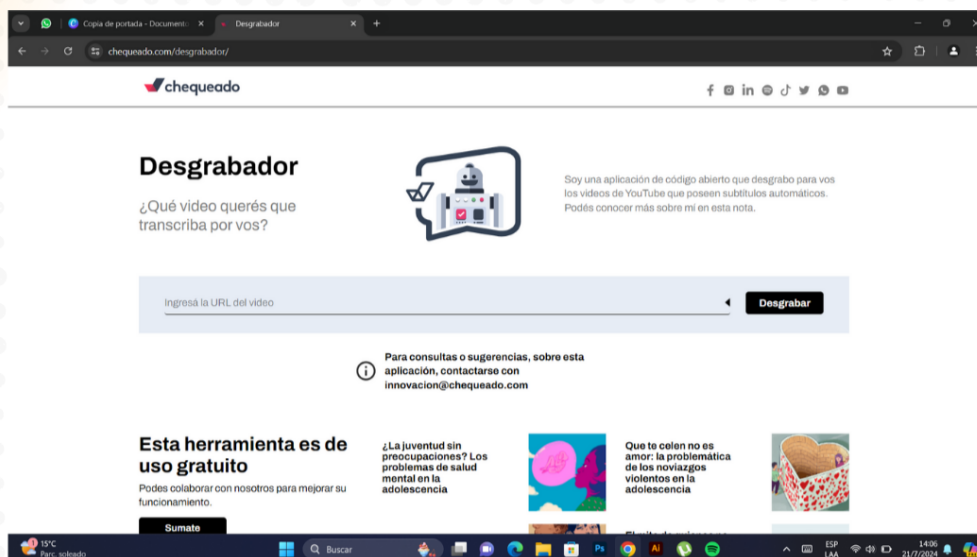 Copia de portada - Document
Desgrabador
chequeado.com/desgrabador/
chequeado
Desgrabador
¿Qué video querés que
transcriba por vos?
Soy una aplicación de código abierto que desgrabo para vos
los videos de YouTube que poseen subtítulos automáticos.
Podés conocer más sobre mí en esta nota.
Ingresá la URL del video
Desgrabar
Para consultas o sugerencias, sobre esta
aplicación, contactarse con
innovacion@chequeado.com
Esta herramienta es de
uso gratuito
Podes colaborar con nosotros para mejorar su
funcionamiento.
Sumate
¿La juventud sin
preocupaciones? Los
problemas de salud
mental en la
adolescencia
Que te celen no es
amor: la problemática
de los noviazgos
violentos en la
adolescencia
15°C
Parc. soleado
Buscar
Ps
Ai
ESP
LAA
14:06
21/7/2024